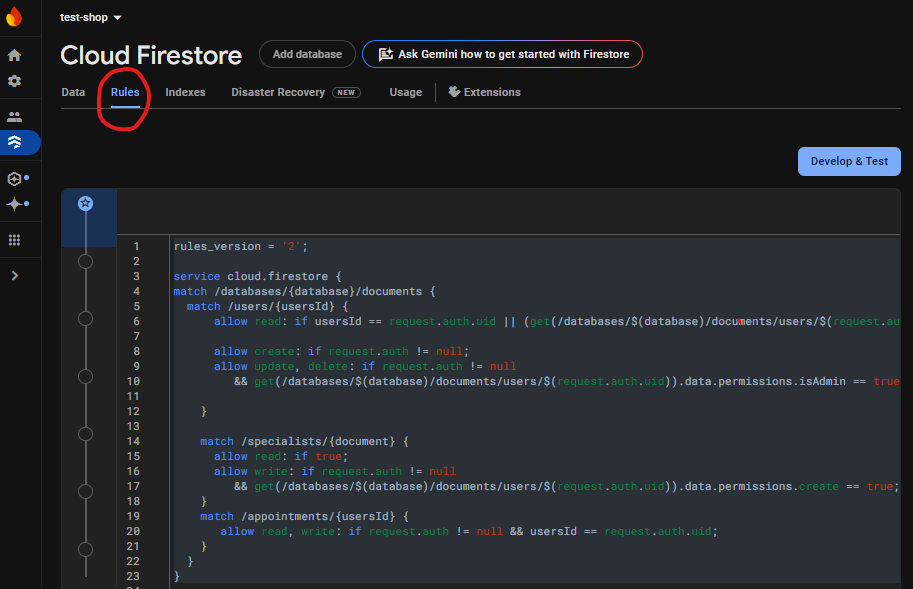 test-shop
Cloud Firestore
Add database
Ask Gemini how to get started with Firestore
Data
Rules
Indexes
Disaster Recovery NEW
Usage
Extensions
Develop & Test
1 rules_version = '2';
2
3 service cloud.firestore {
4 match /databases/{database}/documents {
5 match /users/{usersId} {
6 allow read: if usersId == request.auth.uid || (get(/databases/$(database)/documents/users/$(request.au
7
8 allow create: if request.auth != null;
9 allow update, delete: if request.auth != null
10 && get(/databases/$(database)/documents/users/$(request.auth.uid)).data.permissions.isAdmin == true
11
12 }
13
14 match /specialists/{document} {
15 allow read: if true;
16 allow write: if request.auth != null
17 && get(/databases/$(database)/documents/users/$(request.auth.uid)).data.permissions.create == true;
18 }
19 match /appointments/{usersId} {
20 allow read, write: if request.auth != null && usersId == request.auth.uid;
21 }
22 }
23 }